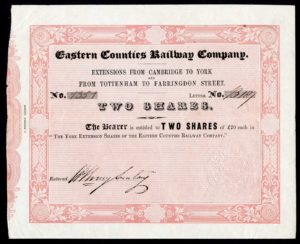 Eastern Counties Railway Company.
EXTENSIONS FROM CAMBRIDGE TO YORK
AND
FROM TOTTENHAM TO FARRINGDON STREET.
No. Letter No.
TWO SHARES.
The Bearer is entitled to TWO SHARES of £20 each in
"The York Extension Shares of the Eastern Counties Railway Company."
Entered,